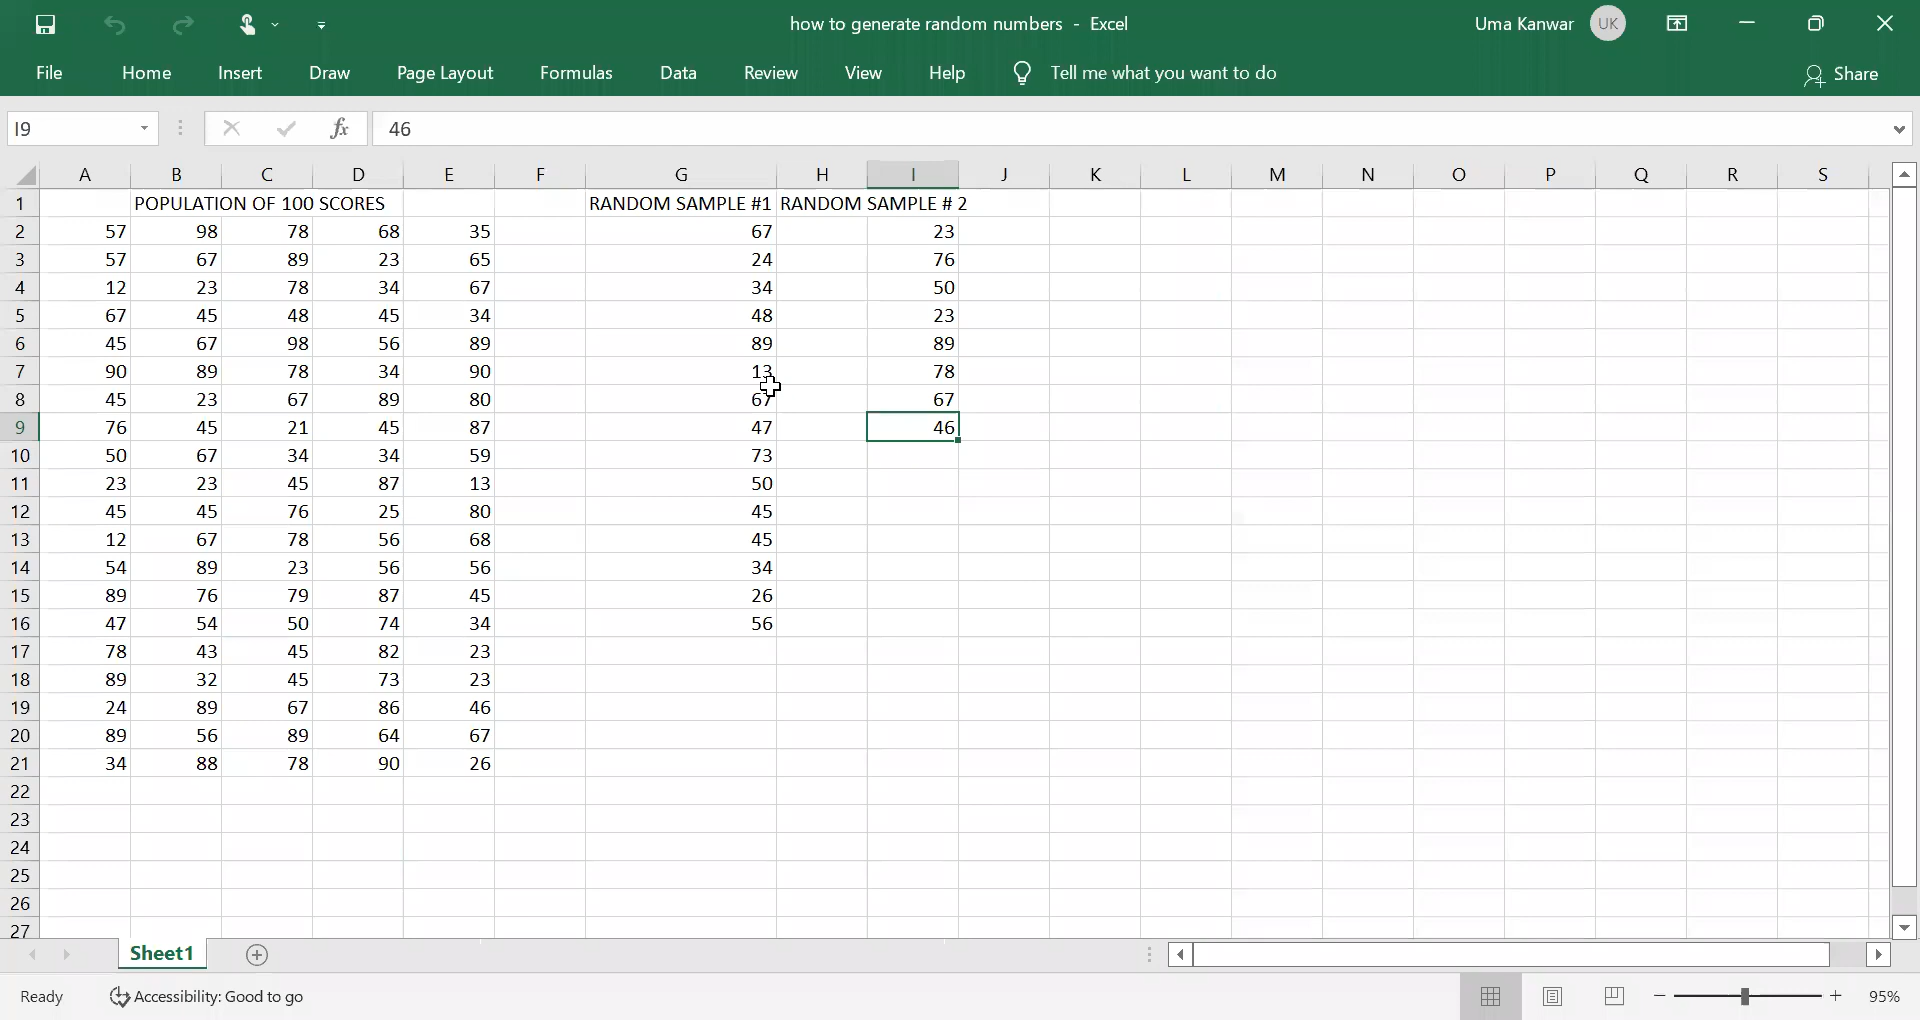 how to generate random numbers - Excel
Uma Kanwar UK
File Home Insert Draw Page Layout Formulas Data Review View Help Tell me what you want to do Share
I9 fx 46
A B C D E F G H I J K L M N O P Q R S
1 POPULATION OF 100 SCORES RANDOM SAMPLE #1 RANDOM SAMPLE # 2
2 57 98 78 68 35 67 23
3 57 67 89 23 65 24 76
4 12 23 78 34 67 34 50
5 67 45 48 45 34 48 23
6 45 67 98 56 89 89 89
7 90 89 78 34 90 13 78
8 45 23 67 89 80 67 67
9 76 45 21 45 87 47 46
10 50 67 34 34 59 73
11 23 23 45 87 13 50
12 45 45 76 25 80 45
13 12 67 78 56 68 45
14 54 89 23 56 56 34
15 89 76 79 87 45 26
16 47 54 50 74 34 56
17 78 43 45 82 23
18 89 32 45 73 23
19 24 89 67 86 46
20 89 56 89 64 67
21 34 88 78 90 26
22
23
24
25
26
27
Sheet1
Ready Accessibility: Good to go 95%